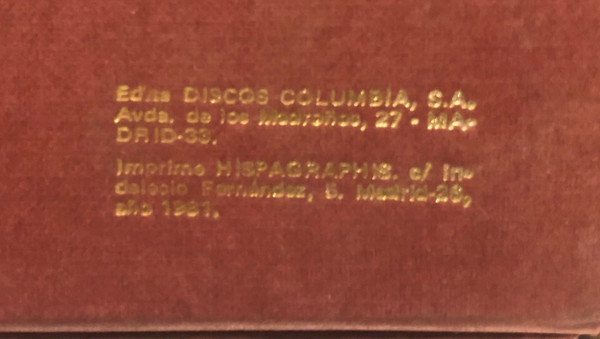 Edita DISCOS COLUMBIA, S.A.
Avda. de los Madroños, 27 - MA-
DRID-33.
Imprime HISPAGRAPHIS. c/ In-
dalecio Fernández, 5. Madrid-26,
año 1981.